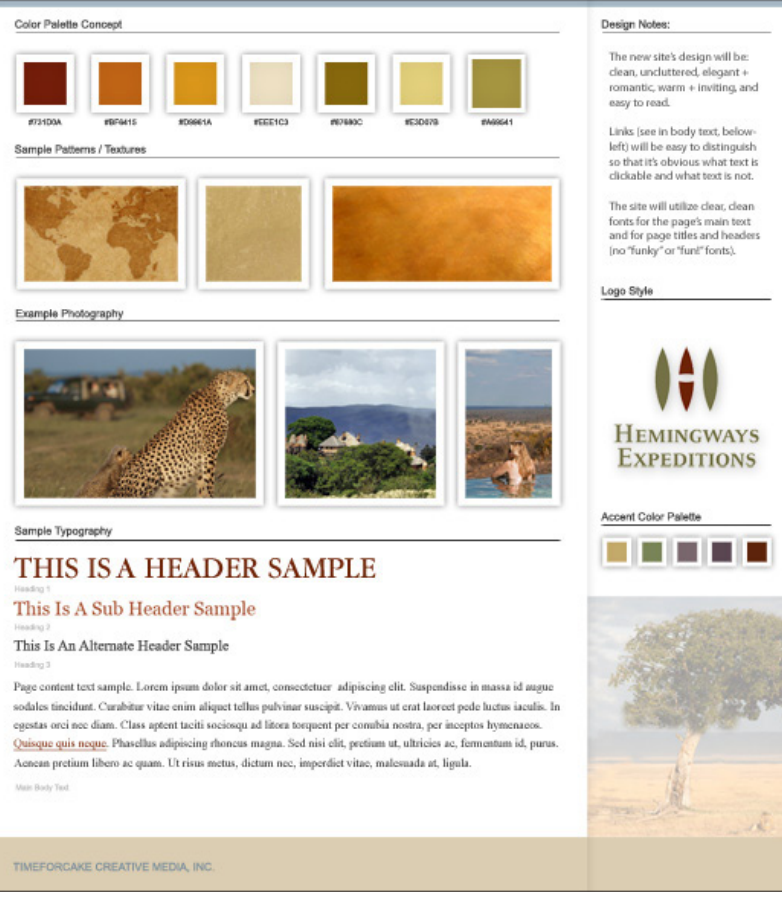 Color Palette Concept
#731D0A #BF6415 #D9961A #EEE1C3 #87680C #E3D07B #A69541
Sample Patterns / Textures
Example Photography
Sample Typography
THIS IS A HEADER SAMPLE
Heading 1
This Is A Sub Header Sample
Heading 2
This Is An Alternate Header Sample
Heading 3
Page content text sample. Lorem ipsum dolor sit amet, consectetuer adipiscing elit. Suspendisse in massa id augue
sodales tincidunt. Curabitur vitae enim aliquet tellus pulvinar suscipit. Vivamus ut erat laoreet pede luctus iaculis. In
egestas orci nec diam. Class aptent taciti sociosqu ad litora torquent per conubia nostra, per inceptos hymenaeos.
Quisque quis neque. Phasellus adipiscing rhoncus magna. Sed nisi elit, pretium ut, ultricies ac, fermentum id, purus.
Aenean pretium libero ac quam. Ut risus metus, dictum nec, imperdiet vitae, malesuada at, ligula.
Main Body Text
TIMEFORCAKE CREATIVE MEDIA, INC.
Design Notes:
The new site's design will be:
clean, uncluttered, elegant +
romantic, warm + inviting, and
easy to read.
Links (see in body text, below-
left) will be easy to distinguish
so that it's obvious what text is
clickable and what text is not.
The site will utilize clear, clean
fonts for the page's main text
and for page titles and headers
(no "funky" or "fun!" fonts).
Logo Style
HEMINGWAYS
EXPEDITIONS
Accent Color Palette